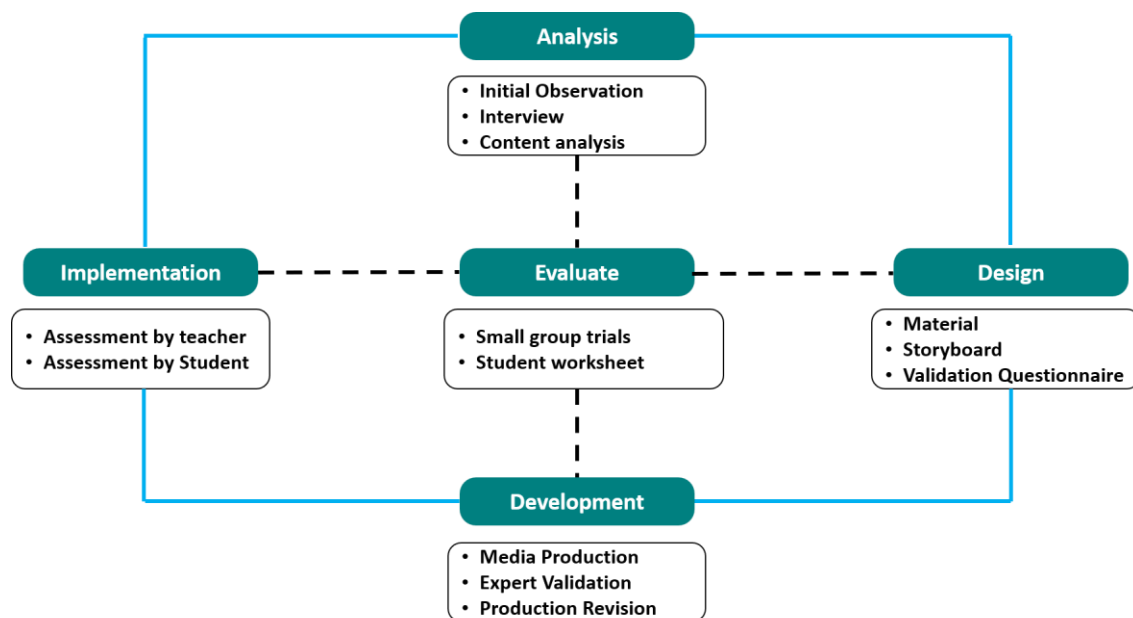 Analysis
• Initial Observation
• Interview
• Content analysis
Implementation
• Assessment by teacher
• Assessment by Student
Evaluate
• Small group trials
• Student worksheet
Design
• Material
• Storyboard
• Validation Questionnaire
Development
• Media Production
• Expert Validation
• Production Revision